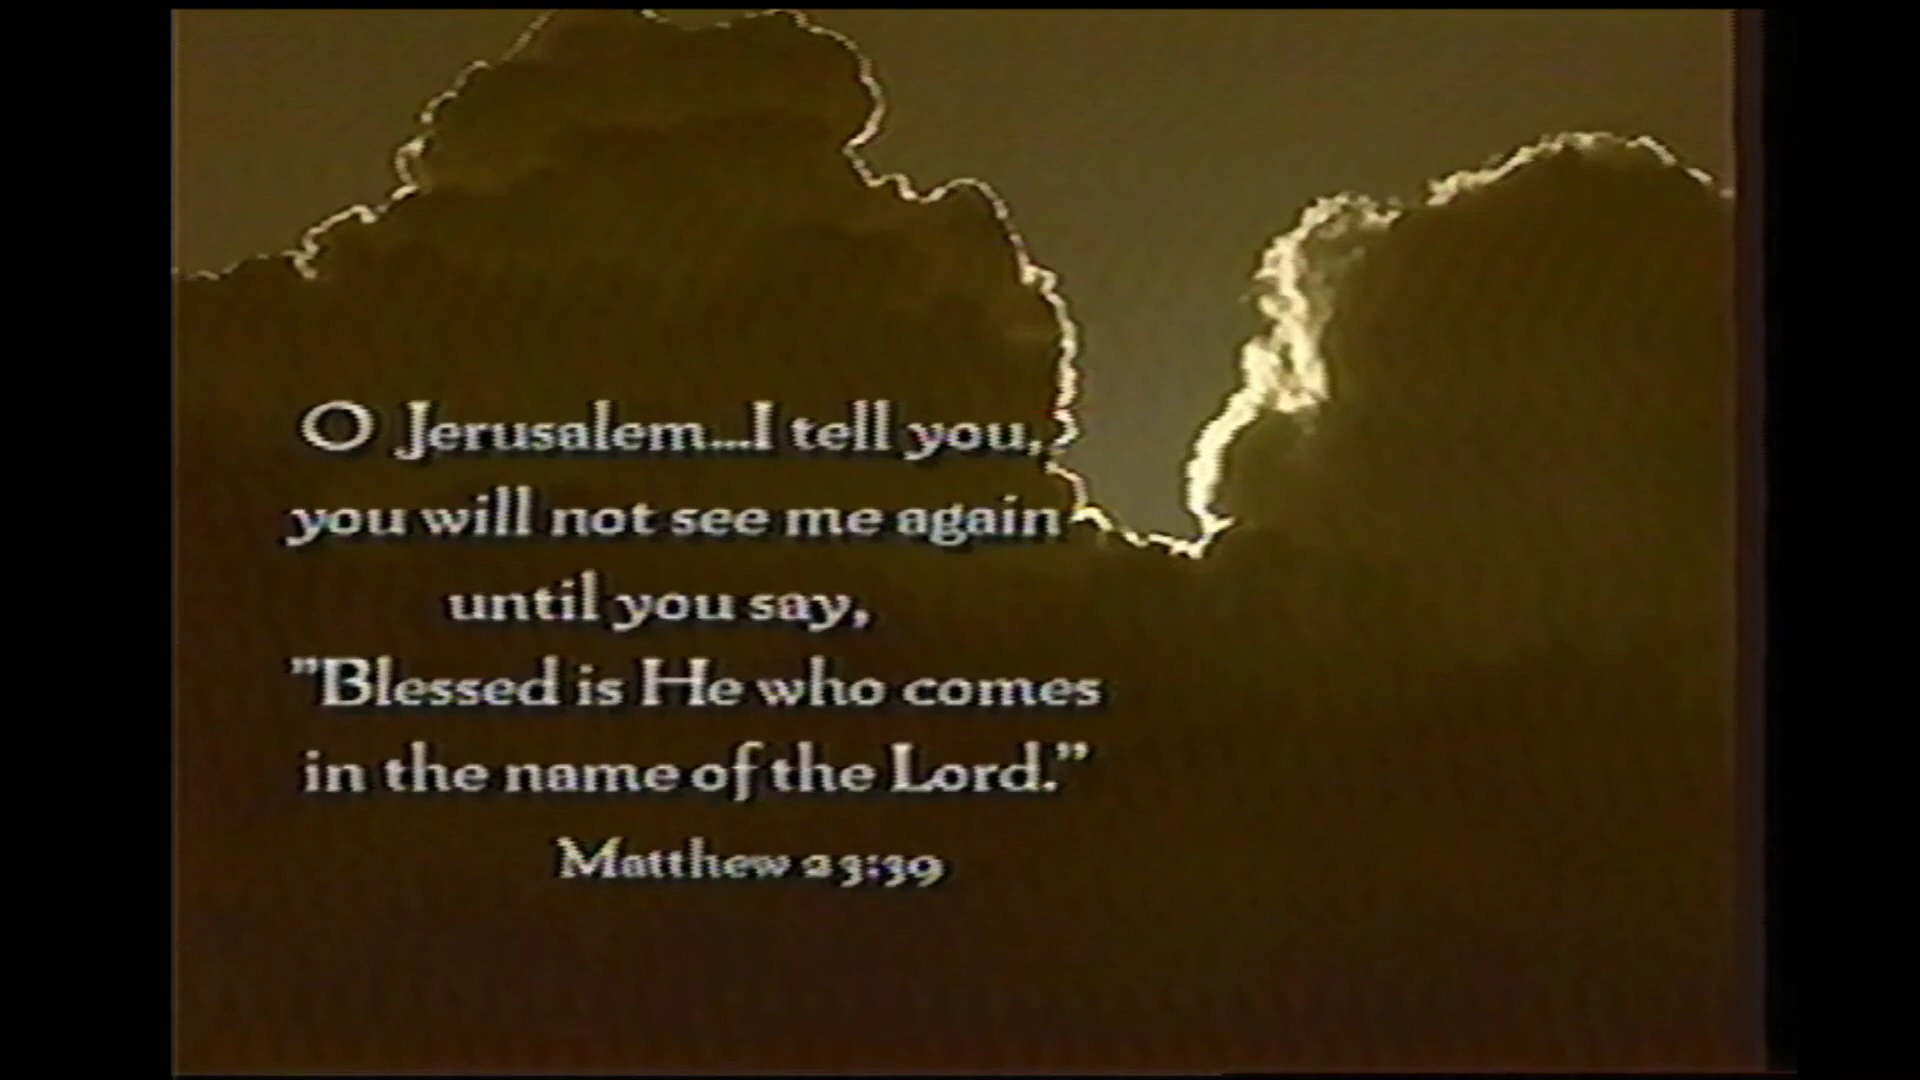 O Jerusalem...I tell you,
you will not see me again
until you say,
"Blessed is He who comes
in the name of the Lord.”
Matthew 23:39